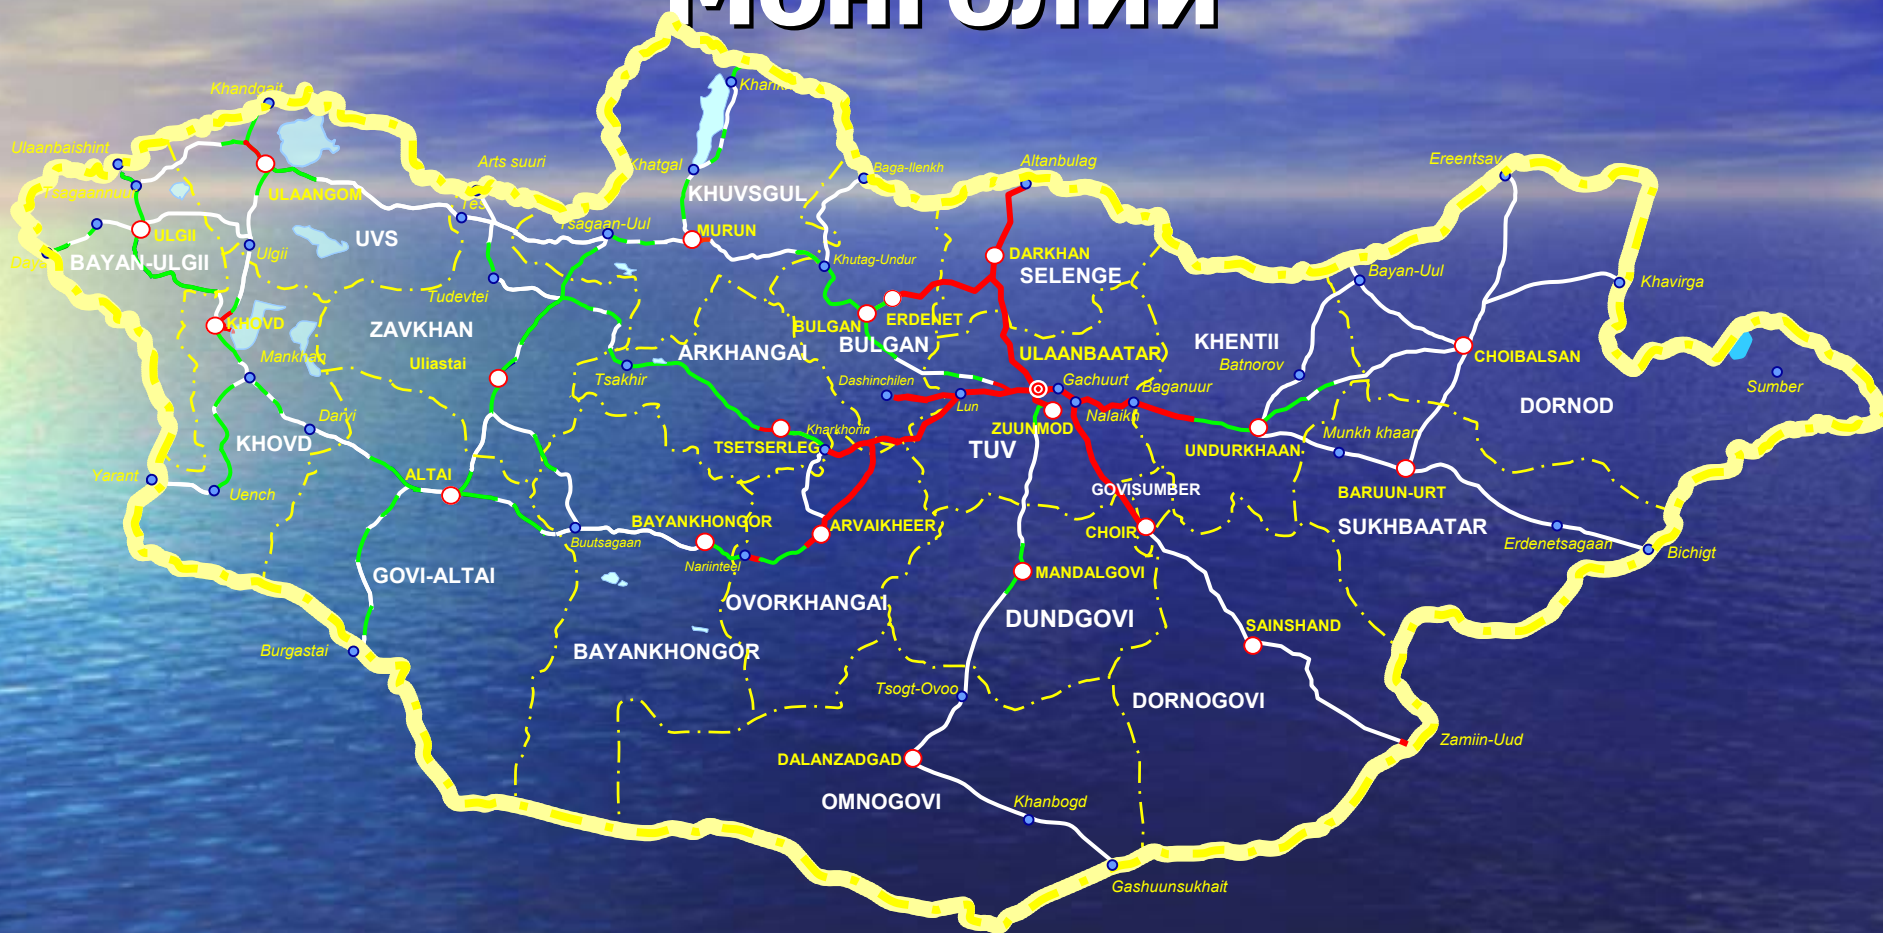 МОНГОЛИИ
Khandgait
Ulaanbaishint
Tsagaannuur
ULAANGOM
ULGII
BAYAN-ULGII
Ulgii
UVS
Arts suuri
Tes
Tsagaan-Uul
Khatgal
KHUVSGUL
MURUN
Baga-Ilenkh
Altanbulag
Ereentsav
Khutag-Undur
DARKHAN
SELENGE
Bayan-Uul
Khavirga
Tudevtei
KHOVD
ZAVKHAN
BULGAN
ERDENET
BULGAN
ARKHANGAI
ULAANBAATAR
KHENTII
CHOIBALSAN
Mankhan
Uliastai
Tsakhir
Dashinchilen
Lun
Gachuurt
Baganuur
Batnorov
Sumber
Nalaikh
DORNOD
Darvi
KHOVD
Kharkhorin
TSETSERLEG
ZUUNMOD
TUV
UNDURKHAAN
Munkh khaan
Yarant
Uench
ALTAI
GOVISUMBER
BARUUN-URT
BAYANKHONGOR
ARVAIKHEER
CHOIR
SUKHBAATAR
Buutsagaan
Erdenetsagaan
Bichigt
Nariinteel
GOVI-ALTAI
MANDALGOVI
OVORKHANGAI
DUNDGOVI
SAINSHAND
Burgastai
BAYANKHONGOR
Tsogt-Ovoo
DORNOGOVI
Zamiin-Uud
DALANZADGAD
OMNOGOVI
Khanbogd
Gashuunsukhait